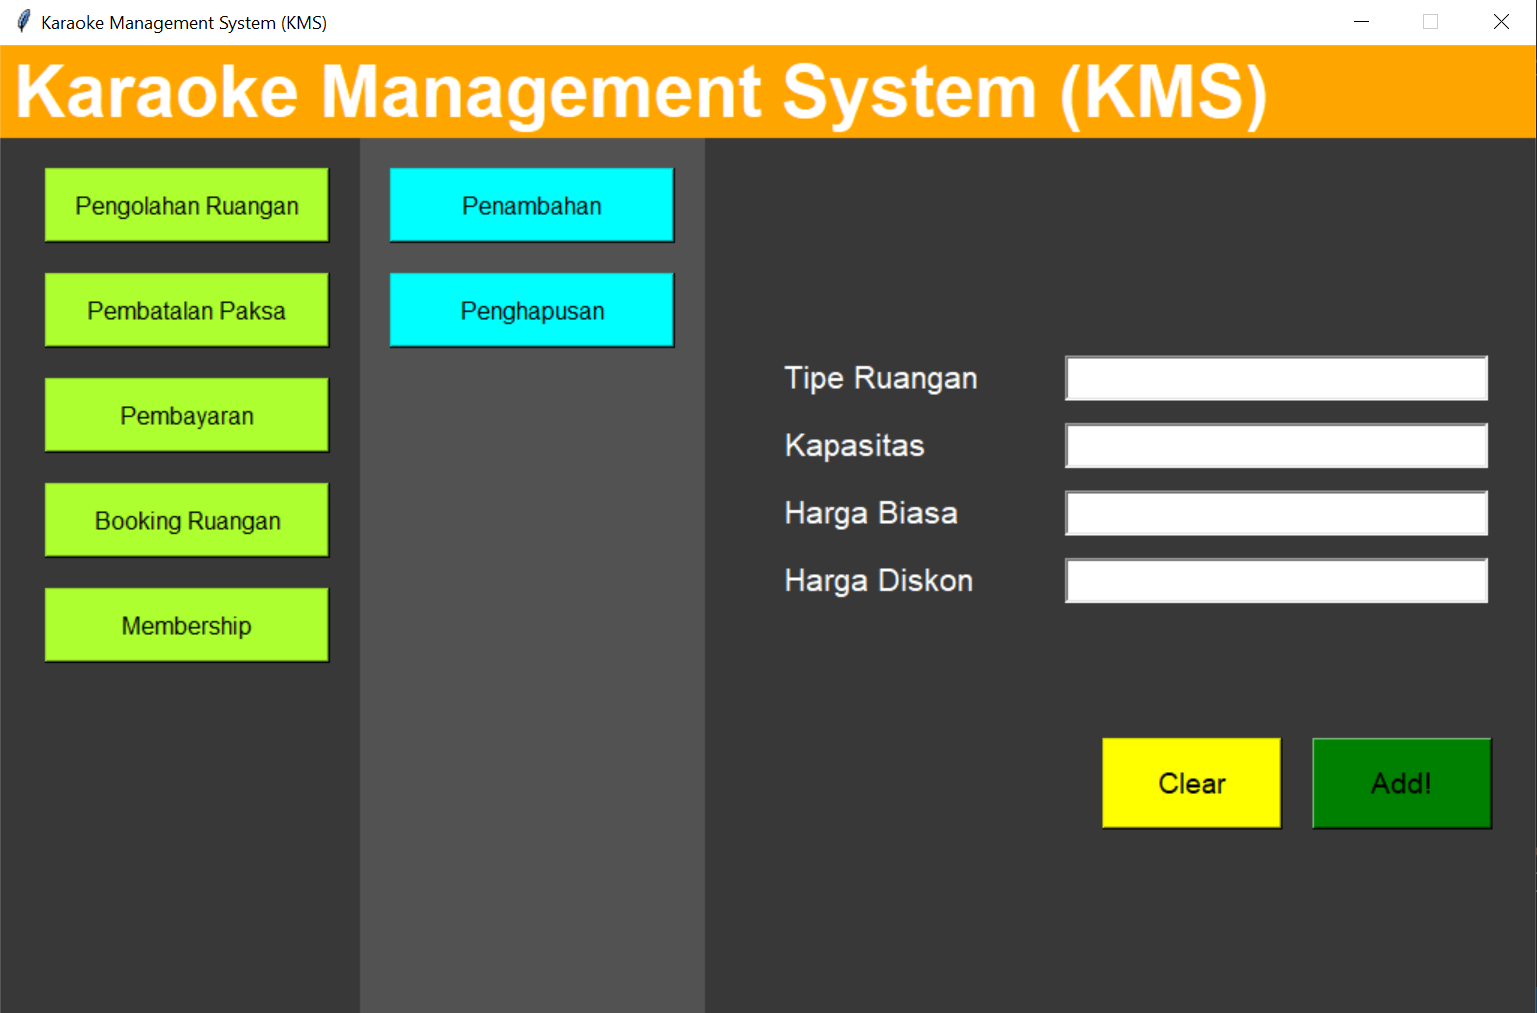 Karaoke Management System (KMS)
Karaoke Management System (KMS)
Pengolahan Ruangan
Pembatalan Paksa
Pembayaran
Booking Ruangan
Membership
Penambahan
Penghapusan
Tipe Ruangan
Kapasitas
Harga Biasa
Harga Diskon
Clear
Add!